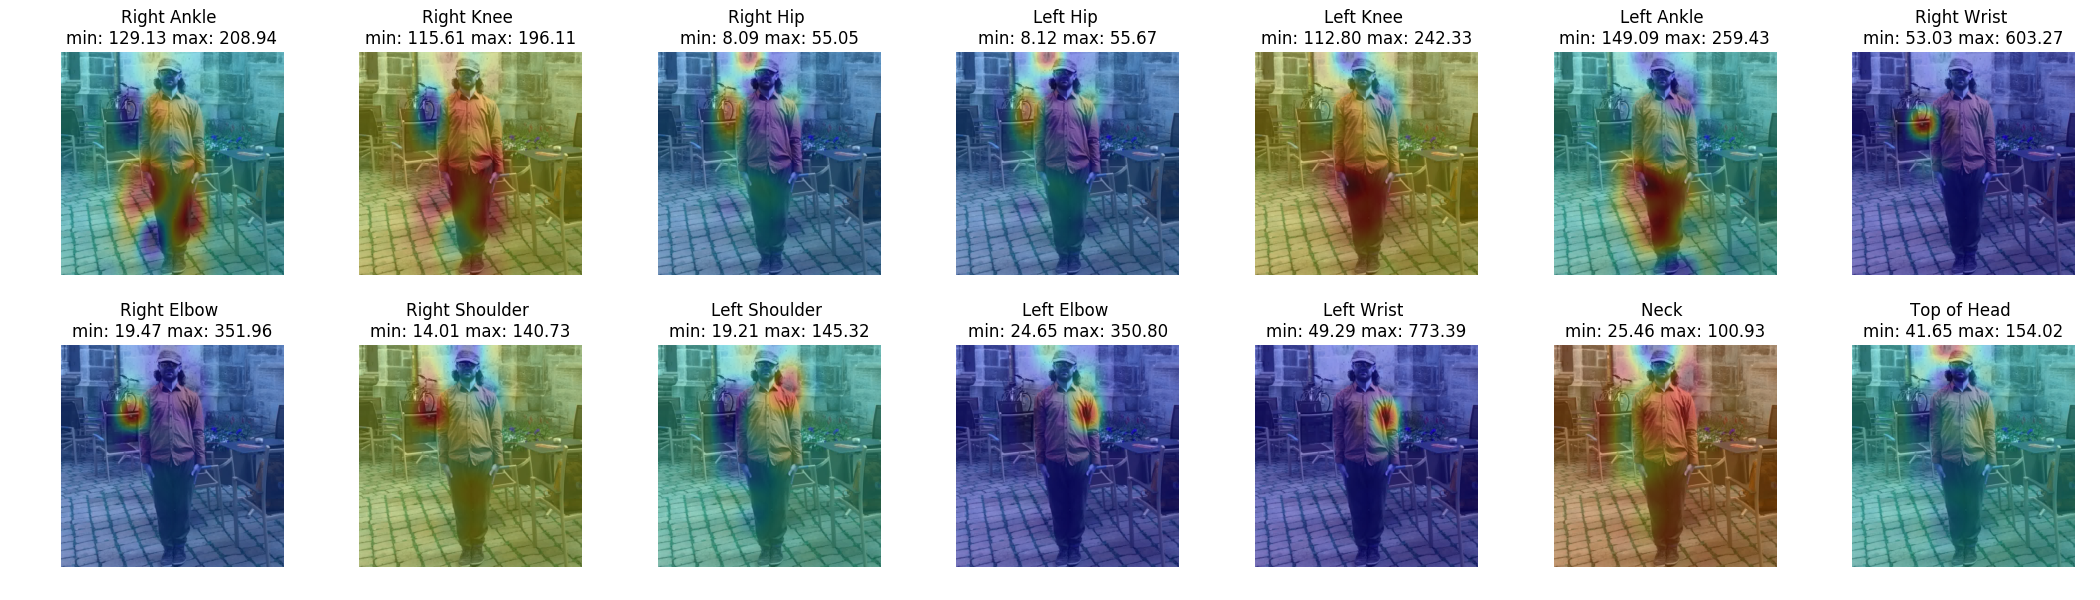 Right Ankle
min: 129.13 max: 208.94
Right Knee
min: 115.61 max: 196.11
Right Hip
min: 8.09 max: 55.05
Left Hip
min: 8.12 max: 55.67
Left Knee
min: 112.80 max: 242.33
Left Ankle
min: 149.09 max: 259.43
Right Wrist
min: 53.03 max: 603.27
Right Elbow
min: 19.47 max: 351.96
Right Shoulder
min: 14.01 max: 140.73
Left Shoulder
min: 19.21 max: 145.32
Left Elbow
min: 24.65 max: 350.80
Left Wrist
min: 49.29 max: 773.39
Neck
min: 25.46 max: 100.93
Top of Head
min: 41.65 max: 154.02